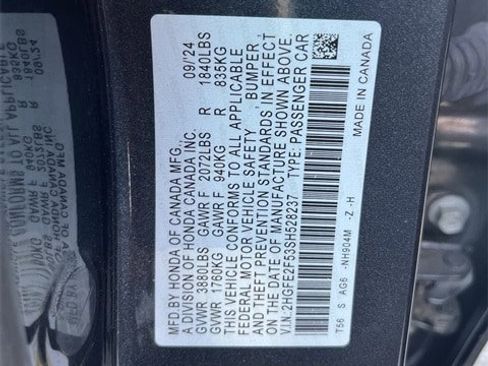 MFD.BY HONDA OF CANADA MFG., 09/'24
A DIVISION OF HONDA CANADA INC.
GVWR 3880LBS GAWR F 2072LBS R 1840LBS
GVWR 1760KG GAWR F 940KG R 835KG
THIS VEHICLE CONFORMS TO ALL APPLICABLE
FEDERAL MOTOR VEHICLE SAFETY, BUMPER,
AND THEFT PREVENTION STANDARDS IN EFFECT
ON THE DATE OF MANUFACTURE SHOWN ABOVE.
V.I.N:2HGFE2F53SH528237 TYPE:PASSENGER CAR
T56 S AG6 -NH904M -Z -H
MADE IN CANADA